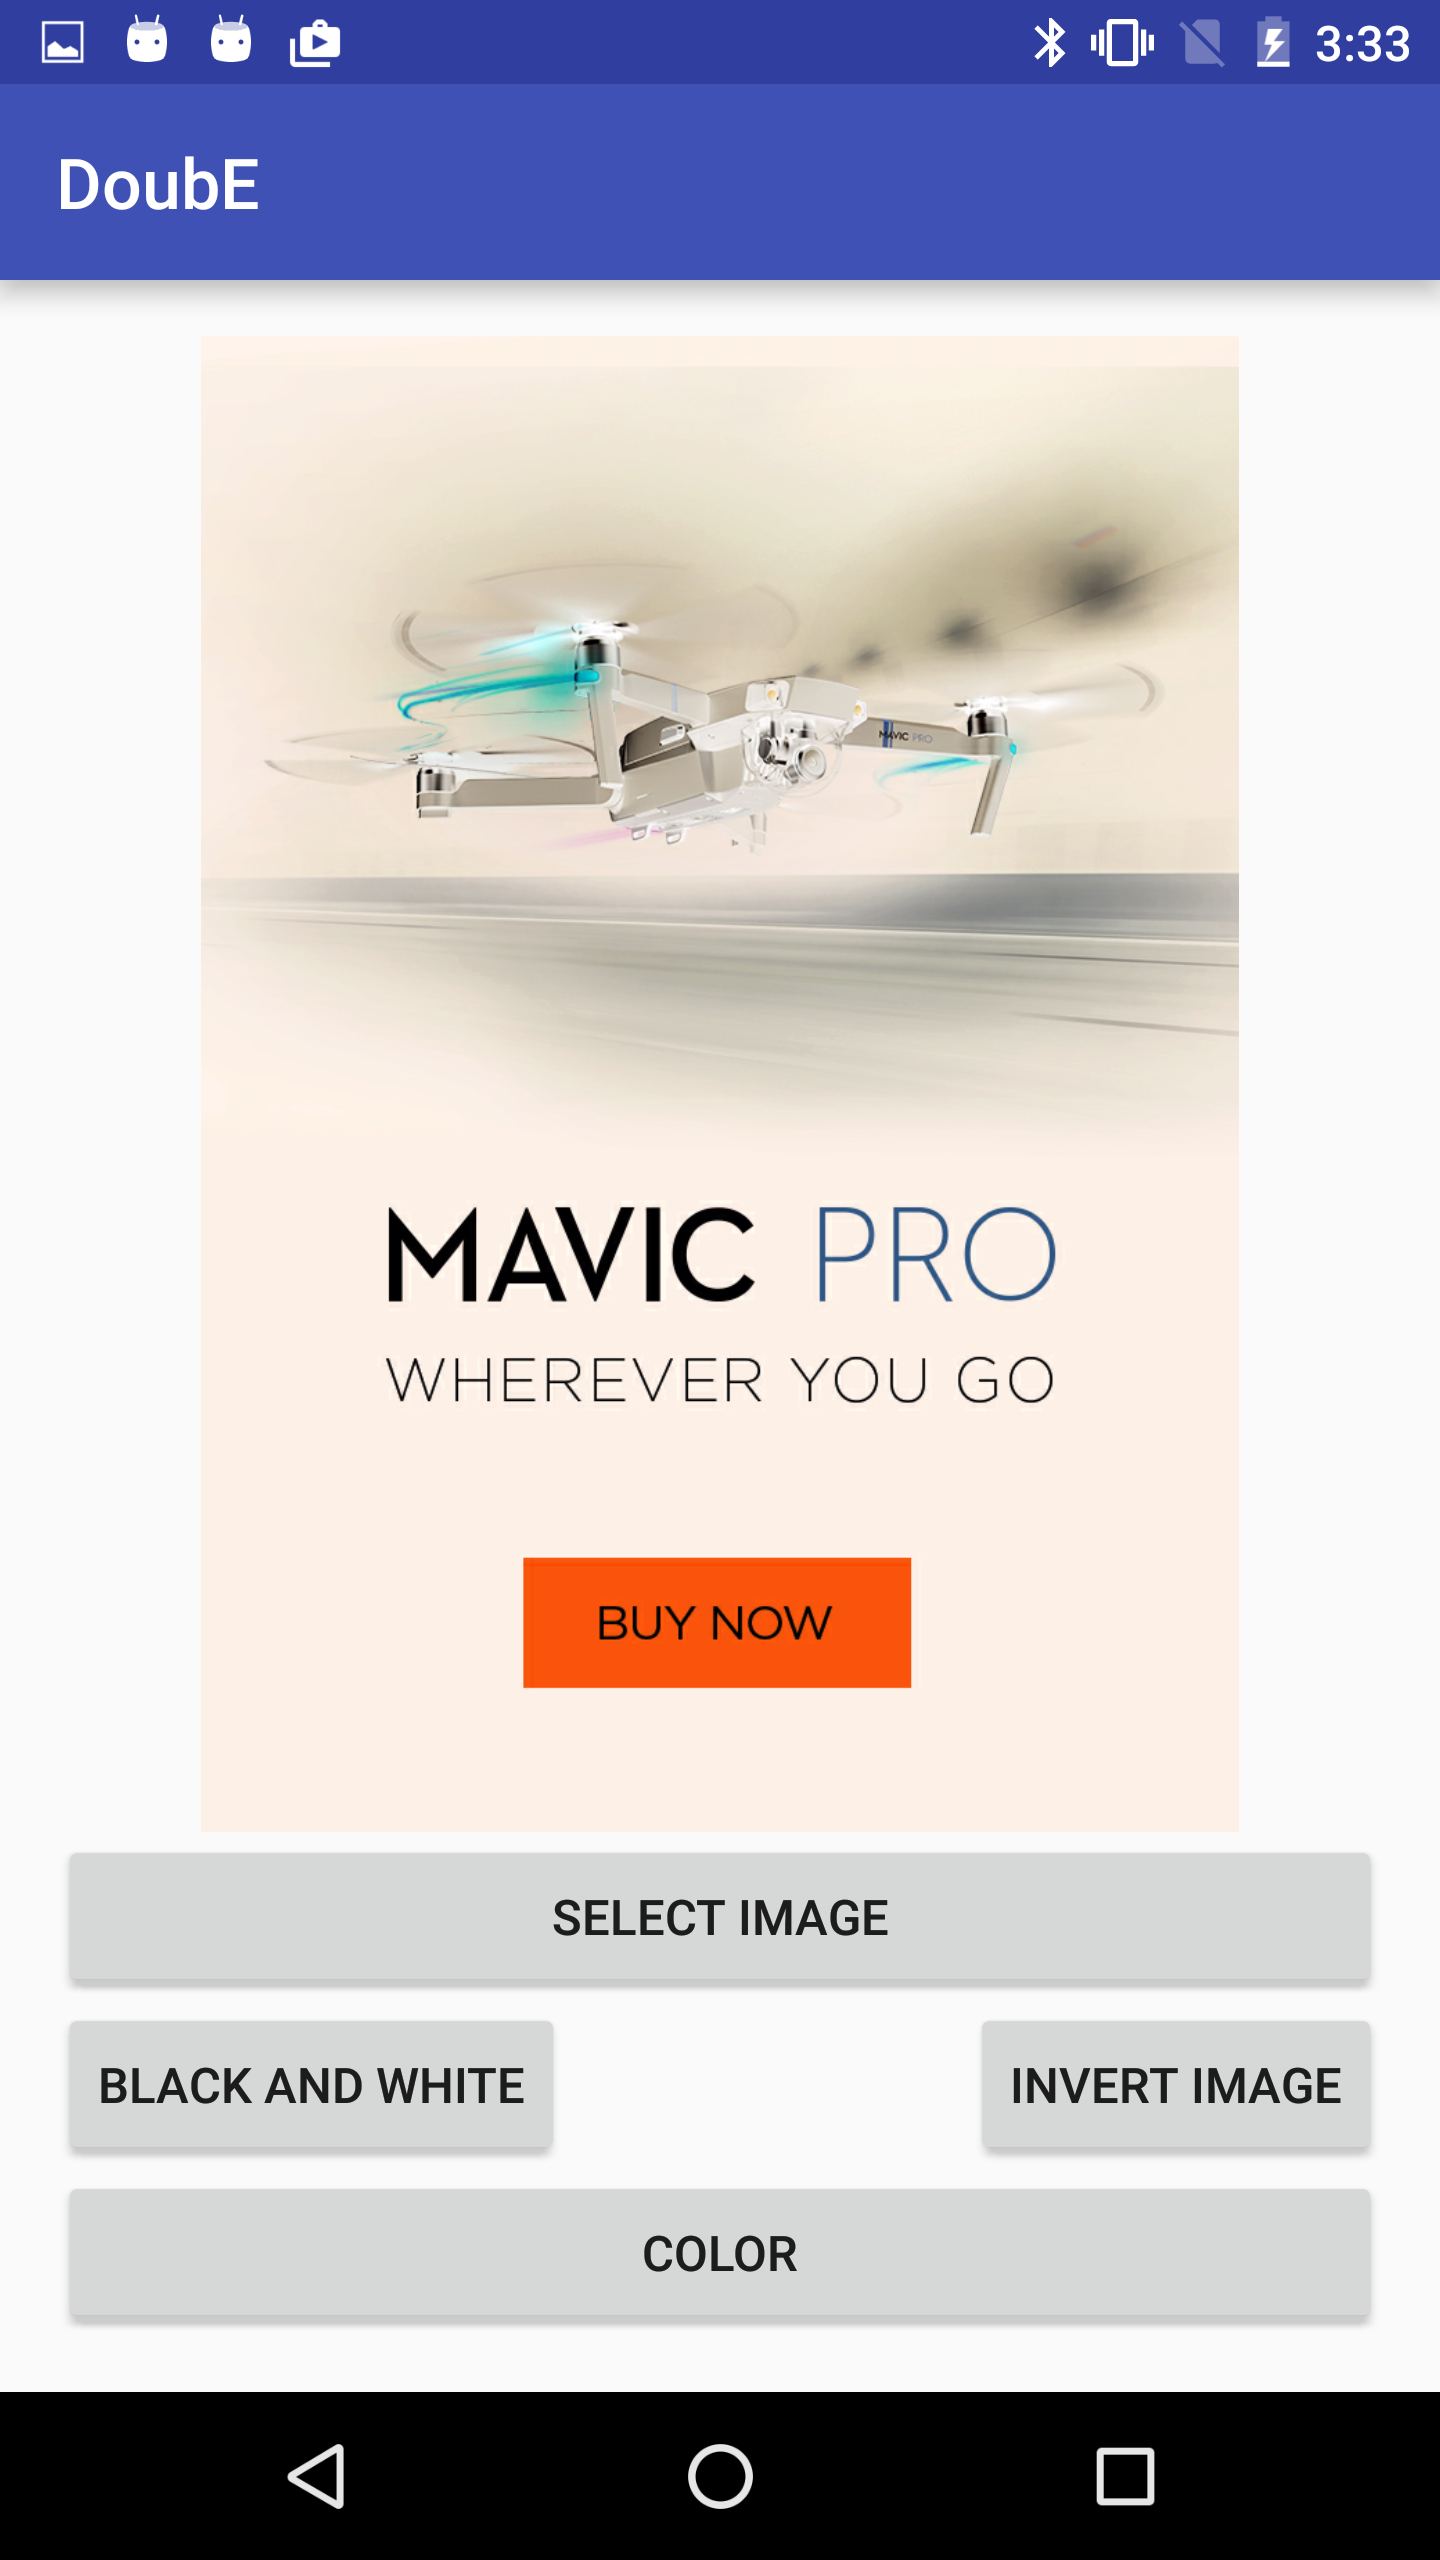 3:33
DoubE
MAVIC PRO
MAVIC PRO
WHEREVER YOU GO
BUY NOW
SELECT IMAGE
BLACK AND WHITE
INVERT IMAGE
COLOR